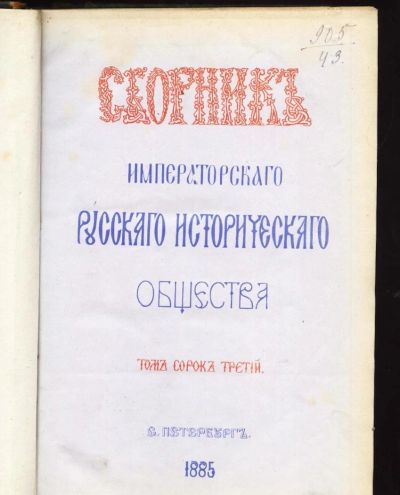 905
43.
СБОРНИКЪ
ИМПЕРАТОРСКАГО
РУССКАГО ИСТОРИЧЕСКАГО
ОБЩЕСТВА
ТОМЪ СОРОКЪ ТРЕТІЙ.
С. ПЕТЕРБУРГЪ.
1885